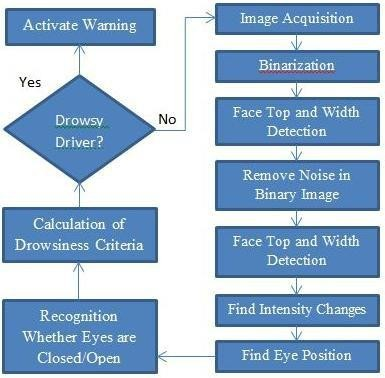 Activate Warning
Yes
Drowsy
Driver?
No
Calculation of
Drowsiness Criteria
Recognition
Whether Eyes are
Closed/Open
Image Acquisition
Binarization
Face Top and Width
Detection
Remove Noise in
Binary Image
Face Top and Width
Detection
Find Intensity Changes
Find Eye Position